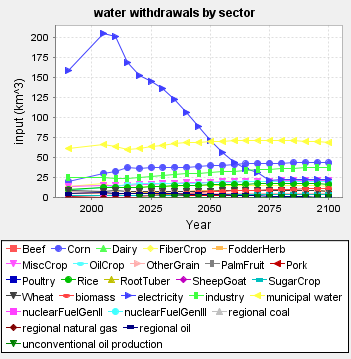 water withdrawals by sector
input (km^3)
200
175
150
125
100
75
50
25
0
2000 2025 2050 2075 2100
Year
Beef Corn Dairy FiberCrop FodderHerb
MiscCrop OilCrop OtherGrain PalmFruit Pork
Poultry Rice RootTuber SheepGoat SugarCrop
Wheat biomass electricity industry municipal water
nuclearFuelGenII nuclearFuelGenIII regional coal
regional natural gas regional oil
unconventional oil production